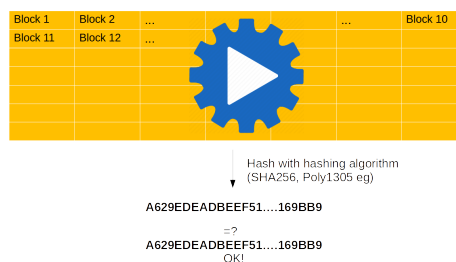 Block 1 Block 2 ... ... Block 10
Block 11 Block 12 ...
Hash with hashing algorithm
(SHA256, Poly1305 eg)
A629EDEADBEEF51....169BB9
=?
A629EDEADBEEF51....169BB9
OK!